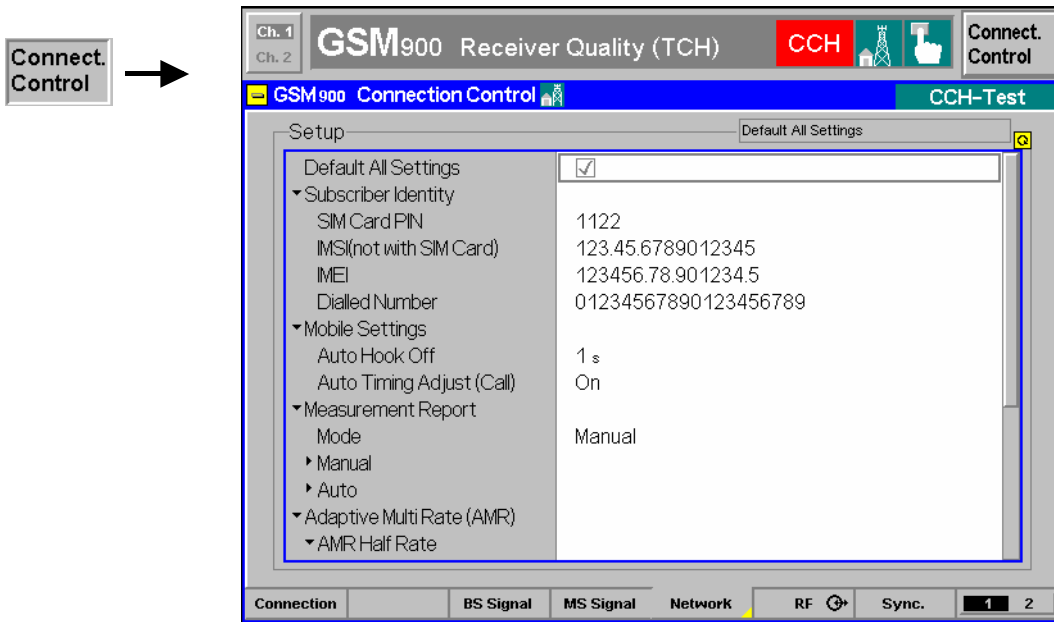 Connect.
Control
Ch. 1
Ch. 2
GSM900 Receiver Quality (TCH)
CCH
Connect.
Control
GSM900 Connection Control
CCH-Test
Setup
Default All Settings
Default All Settings
Subscriber Identity
SIM Card PIN 1122
IMSI(not with SIM Card) 123.45.6789012345
IMEI 123456.78.901234.5
Dialled Number 01234567890123456789
Mobile Settings
Auto Hook Off 1 s
Auto Timing Adjust (Call) On
Measurement Report
Mode Manual
Manual
Auto
Adaptive Multi Rate (AMR)
AMR Half Rate
Connection BS Signal MS Signal Network RF Sync. 1 2